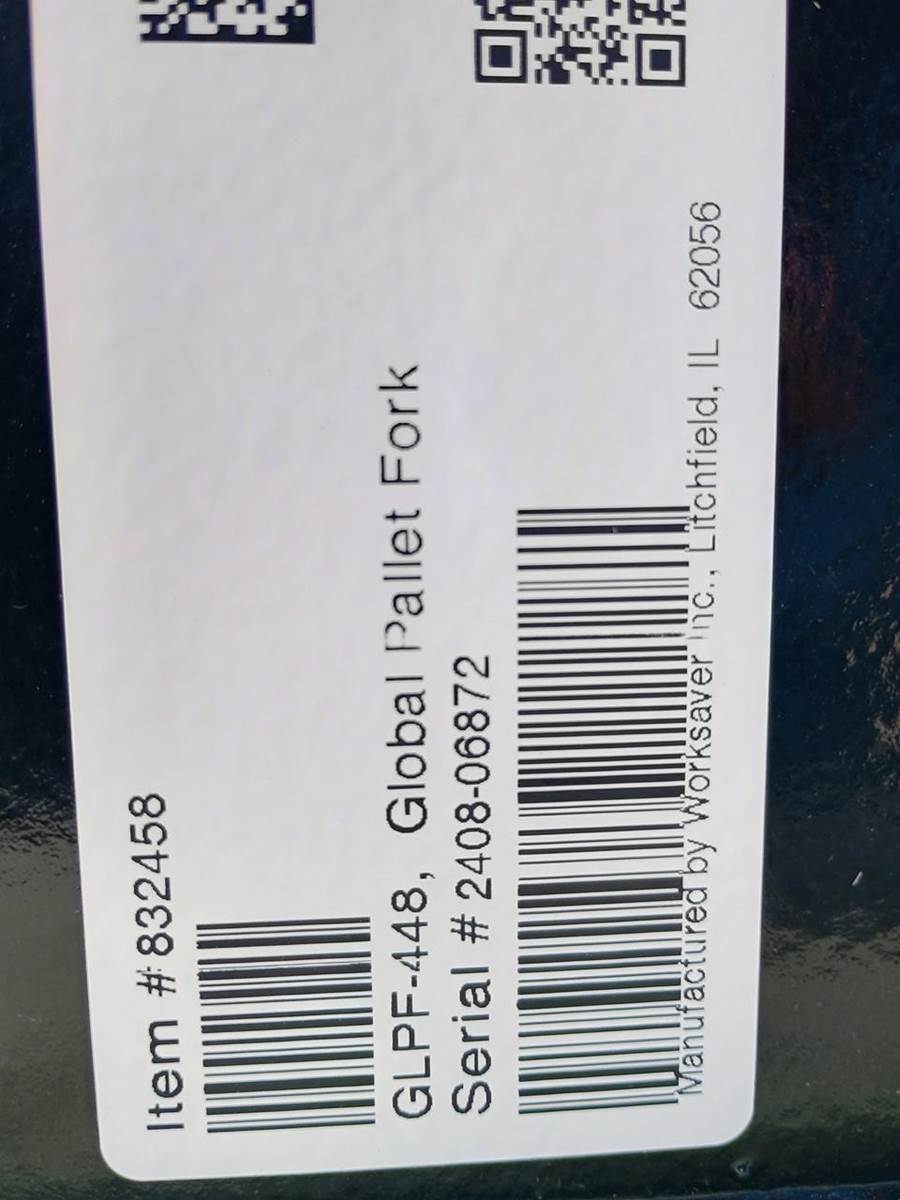 Item # 832458
GLPF-448, Global Pallet Fork
Serial # 2408-06872
Manufactured by Worksaver Inc., Litchfield, IL 62056